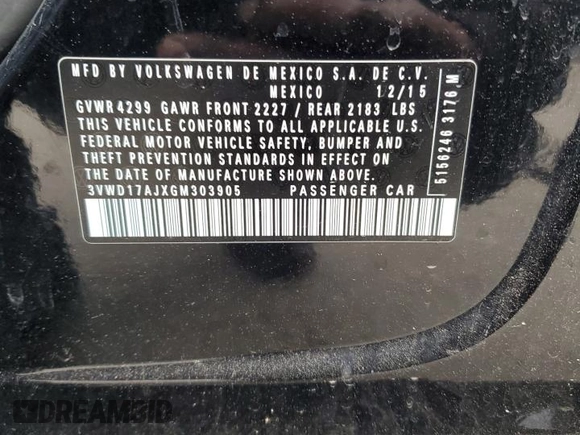 MFD BY VOLKSWAGEN DE MEXICO S.A. DE C.V.
MEXICO 12/15
GVWR 4299 GAWR FRONT 2227 / REAR 2183 LBS
THIS VEHICLE CONFORMS TO ALL APPLICABLE U.S.
FEDERAL MOTOR VEHICLE SAFETY, BUMPER AND
THEFT PREVENTION STANDARDS IN EFFECT ON
THE DATE OF MANUFACTURE SHOWN ABOVE.
3VWD17AJXGM303905 PASSENGER CAR
5156246 3176,M
DREAMBID